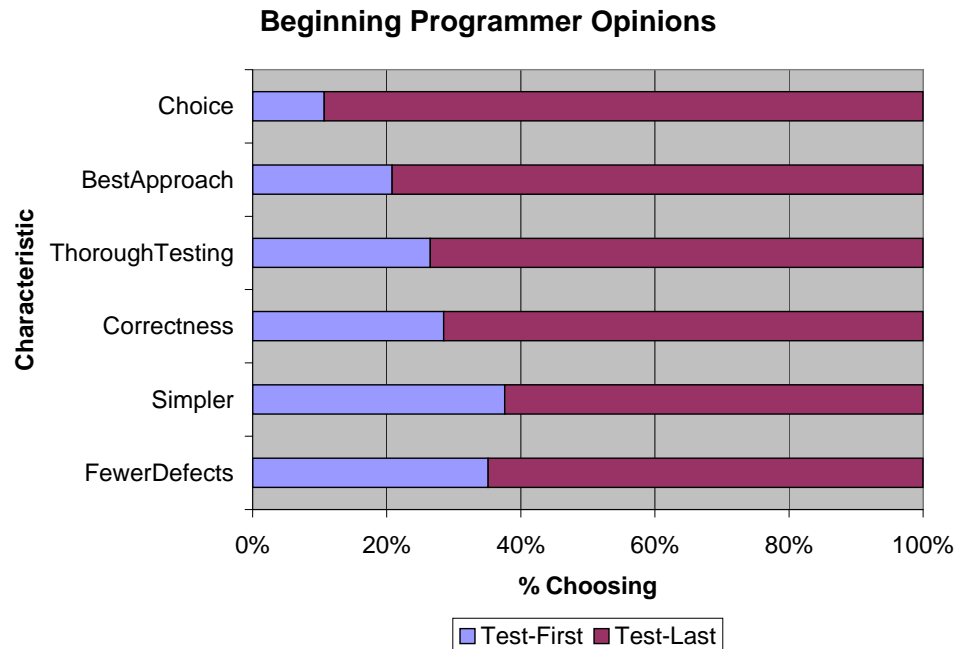 Beginning Programmer Opinions
Characteristic
Choice
BestApproach
ThoroughTesting
Correctness
Simpler
FewerDefects
0% 20% 40% 60% 80% 100%
% Choosing
Test-First Test-Last